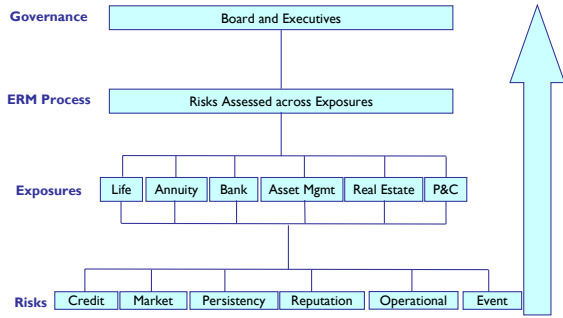 Governance
Board and Executives
ERM Process
Risks Assessed across Exposures
Exposures
Life
Annuity
Bank
Asset Mgmt
Real Estate
P&C
Risks
Credit
Market
Persistency
Reputation
Operational
Event